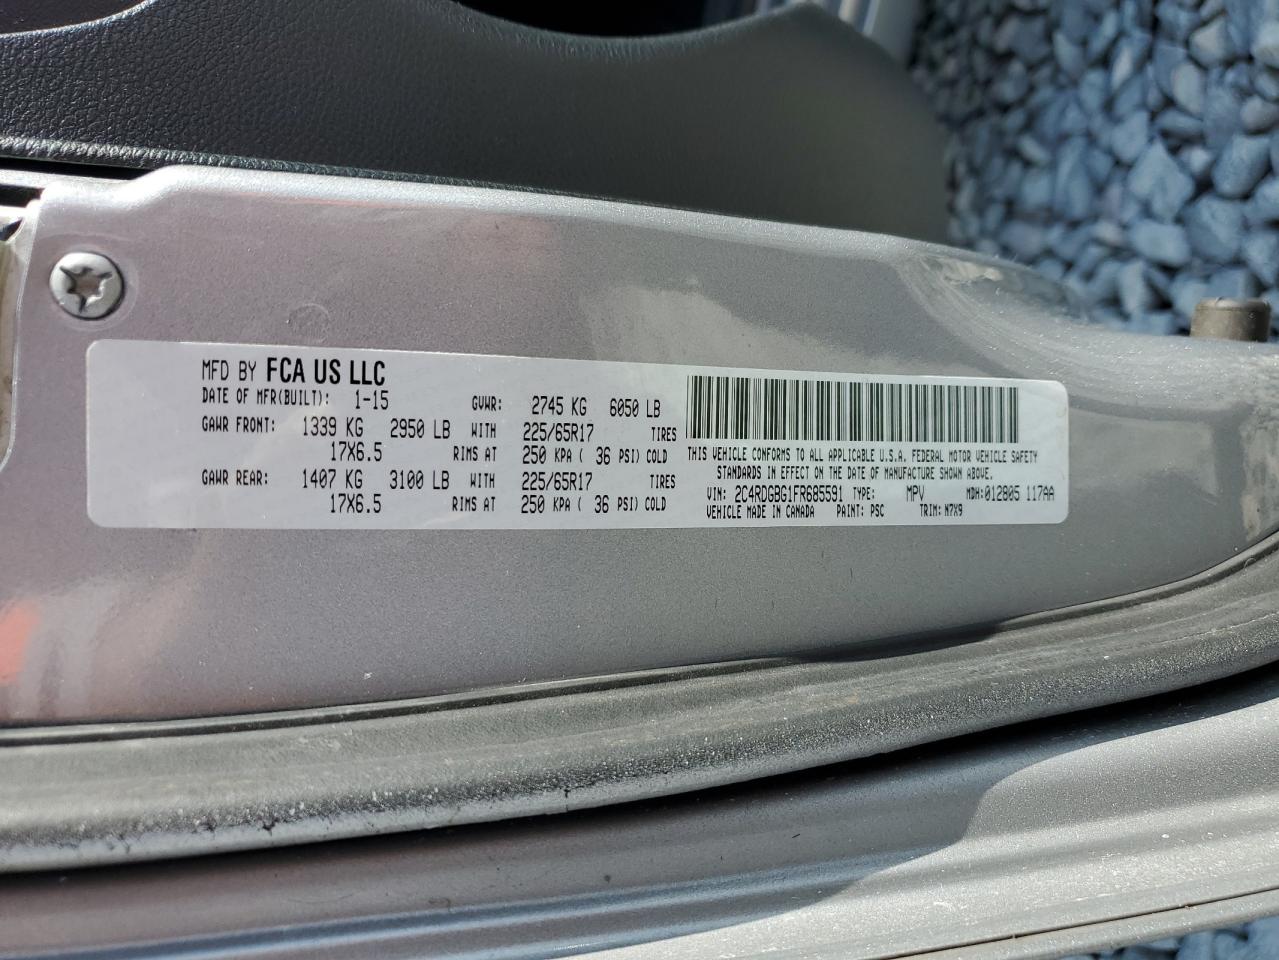 MFD BY FCA US LLC
DATE OF MFR(BUILT): 1-15 GVWR: 2745 KG 6050 LB
GAWR FRONT: 1339 KG 2950 LB WITH 225/65R17 TIRES
17X6.5 RIMS AT 250 KPA ( 36 PSI) COLD
GAWR REAR: 1407 KG 3100 LB WITH 225/65R17 TIRES
17X6.5 RIMS AT 250 KPA ( 36 PSI) COLD
THIS VEHICLE CONFORMS TO ALL APPLICABLE U.S.A. FEDERAL MOTOR VEHICLE SAFETY
STANDARDS IN EFFECT ON THE DATE OF MANUFACTURE SHOWN ABOVE.
VIN: 2C4RDGBG1FR685591 TYPE: MPV MDH:012805 117AA
VEHICLE MADE IN CANADA PAINT: PSC TRIM: M7X9